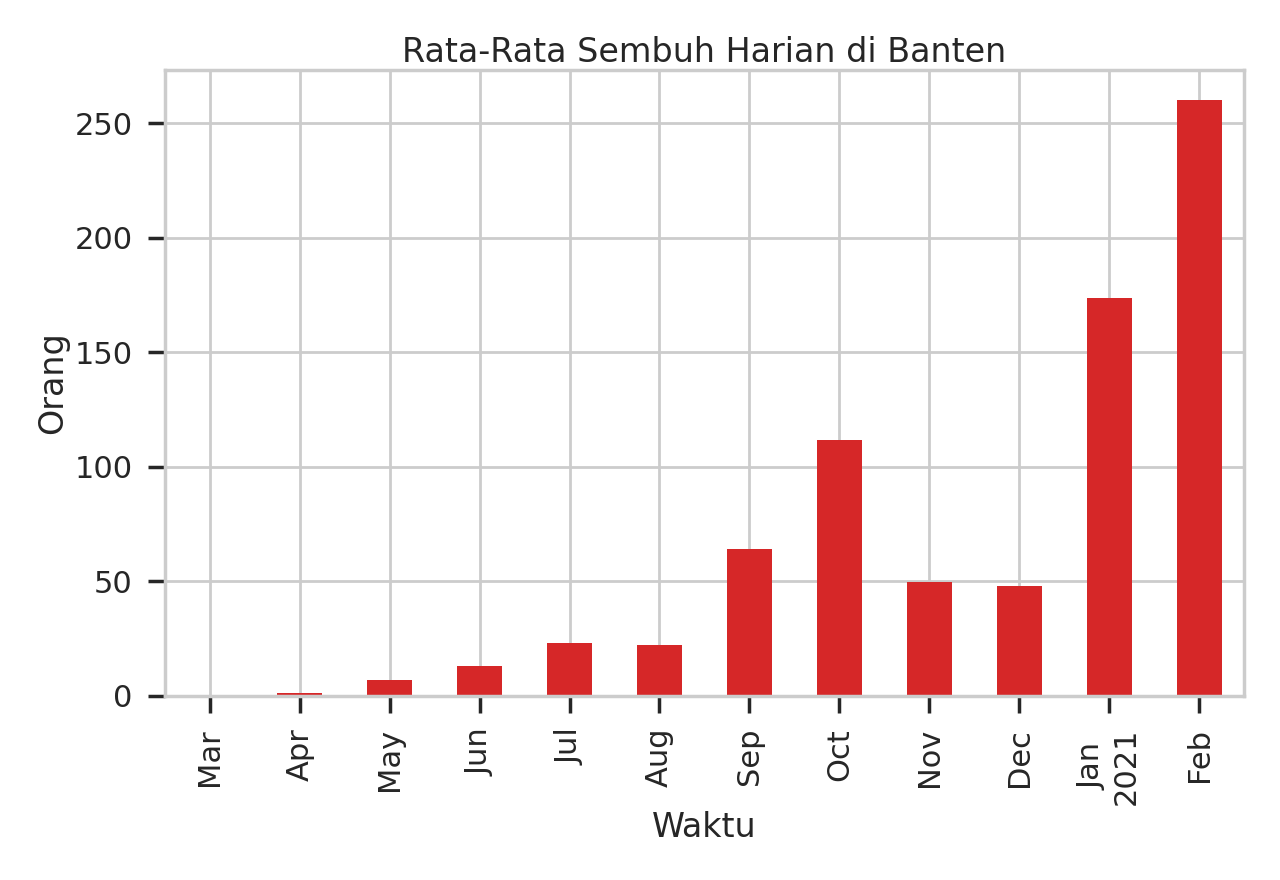 Rata-Rata Sembuh Harian di Banten
250
200
150
100
50
0
Orang
Mar
Apr
May
Jun
Jul
Aug
Sep
Oct
Nov
Dec
Jan
2021
Feb
Waktu